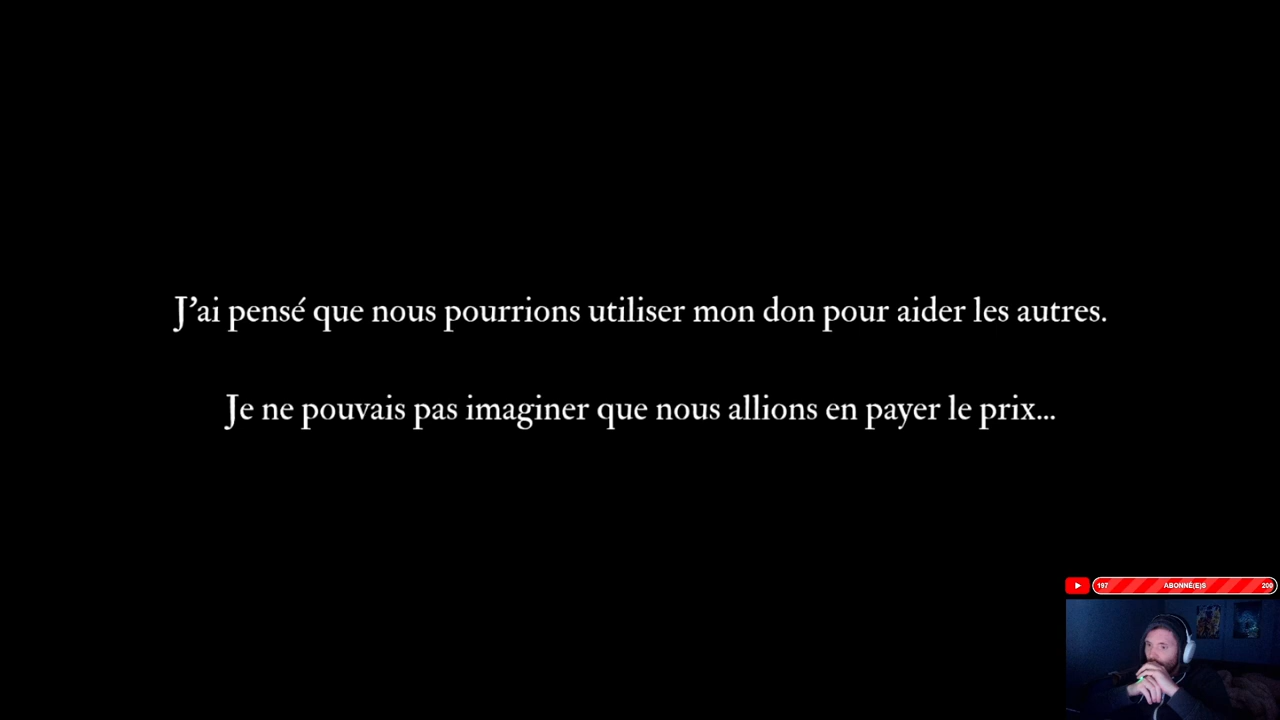 J'ai pensé que nous pourrions utiliser mon don pour aider les autres.
Je ne pouvais pas imaginer que nous allions en payer le prix...
197 ABONNÉ(E)S 200